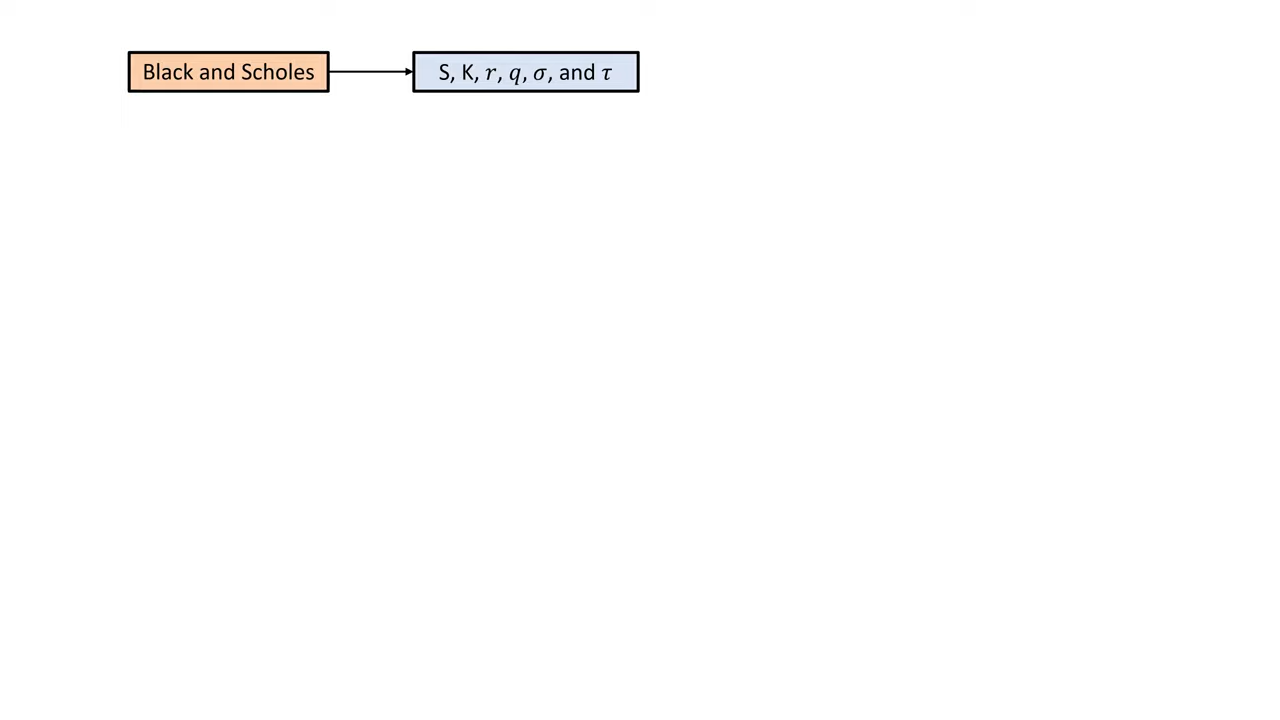 Black and Scholes
S, K, 𝑟, 𝑞, 𝜎, and 𝜏